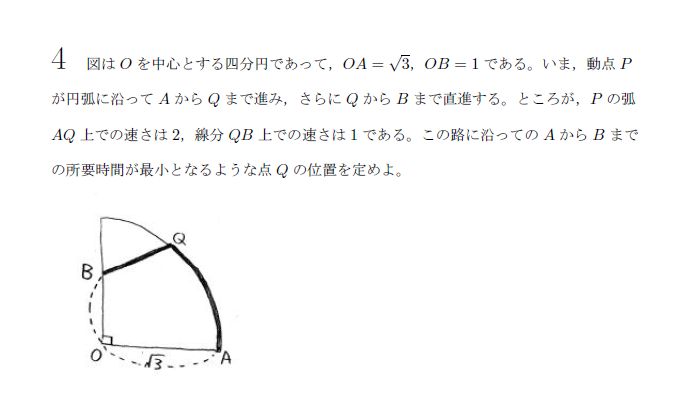 4 図は O を中心とする四分円であって，OA = √3，OB = 1 である。いま，動点 P
が円弧に沿って A から Q まで進み，さらに Q から B まで直進する。ところが，P の弧
AQ 上での速さは 2，線分 QB 上での速さは 1 である。この路に沿っての A から B まで
の所要時間が最小となるような点 Q の位置を定めよ。
Q
B
O
√3
A